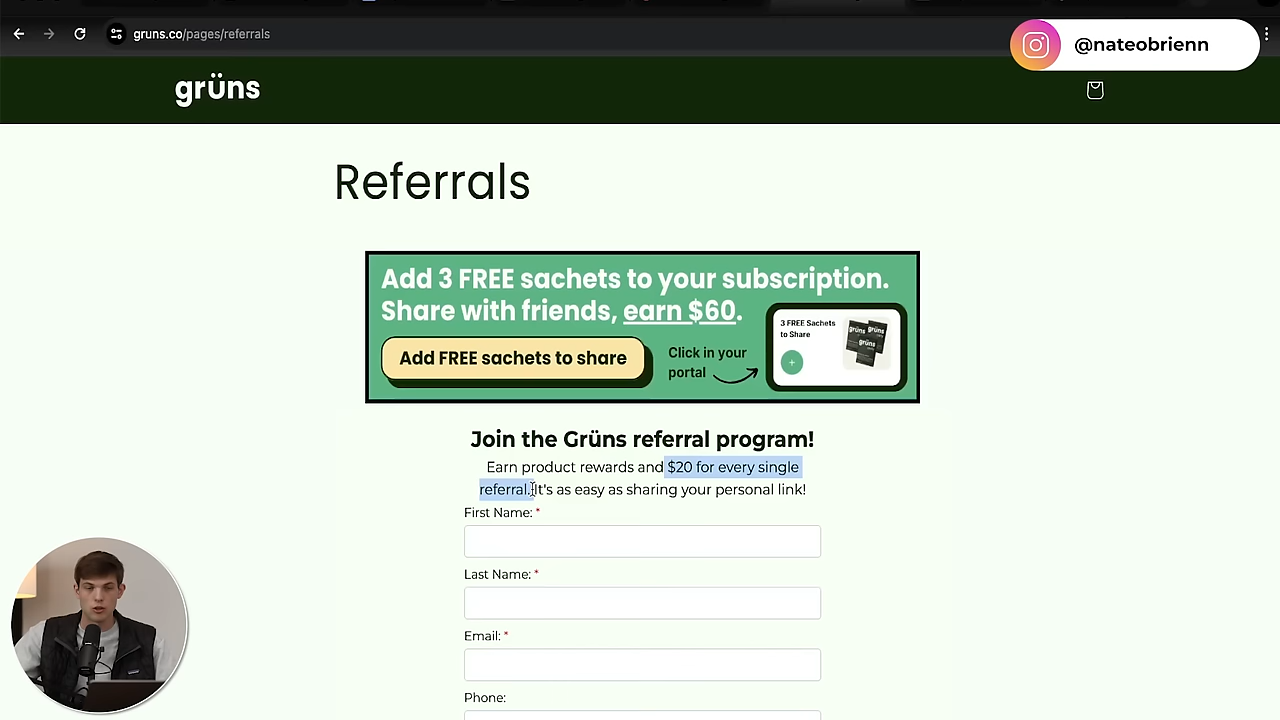 gruns.co/pages/referrals
@nateobrienn
grüns
Referrals
Add 3 FREE sachets to your subscription.
Share with friends, earn $60.
Add FREE sachets to share
Click in your
portal
3 FREE Sachets
to Share
grüns
grüns
grüns
+
Join the Grüns referral program!
Earn product rewards and $20 for every single
referral. It's as easy as sharing your personal link!
First Name: *
Last Name: *
Email: *
Phone: